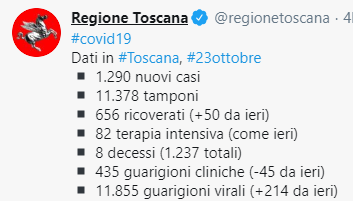 Regione Toscana @regionetoscana · 4
#covid19
Dati in #Toscana, #23ottobre
▪ 1.290 nuovi casi
▪ 11.378 tamponi
▪ 656 ricoverati (+50 da ieri)
▪ 82 terapia intensiva (come ieri)
▪ 8 decessi (1.237 totali)
▪ 435 guarigioni cliniche (-45 da ieri)
▪ 11.855 guarigioni virali (+214 da ieri)